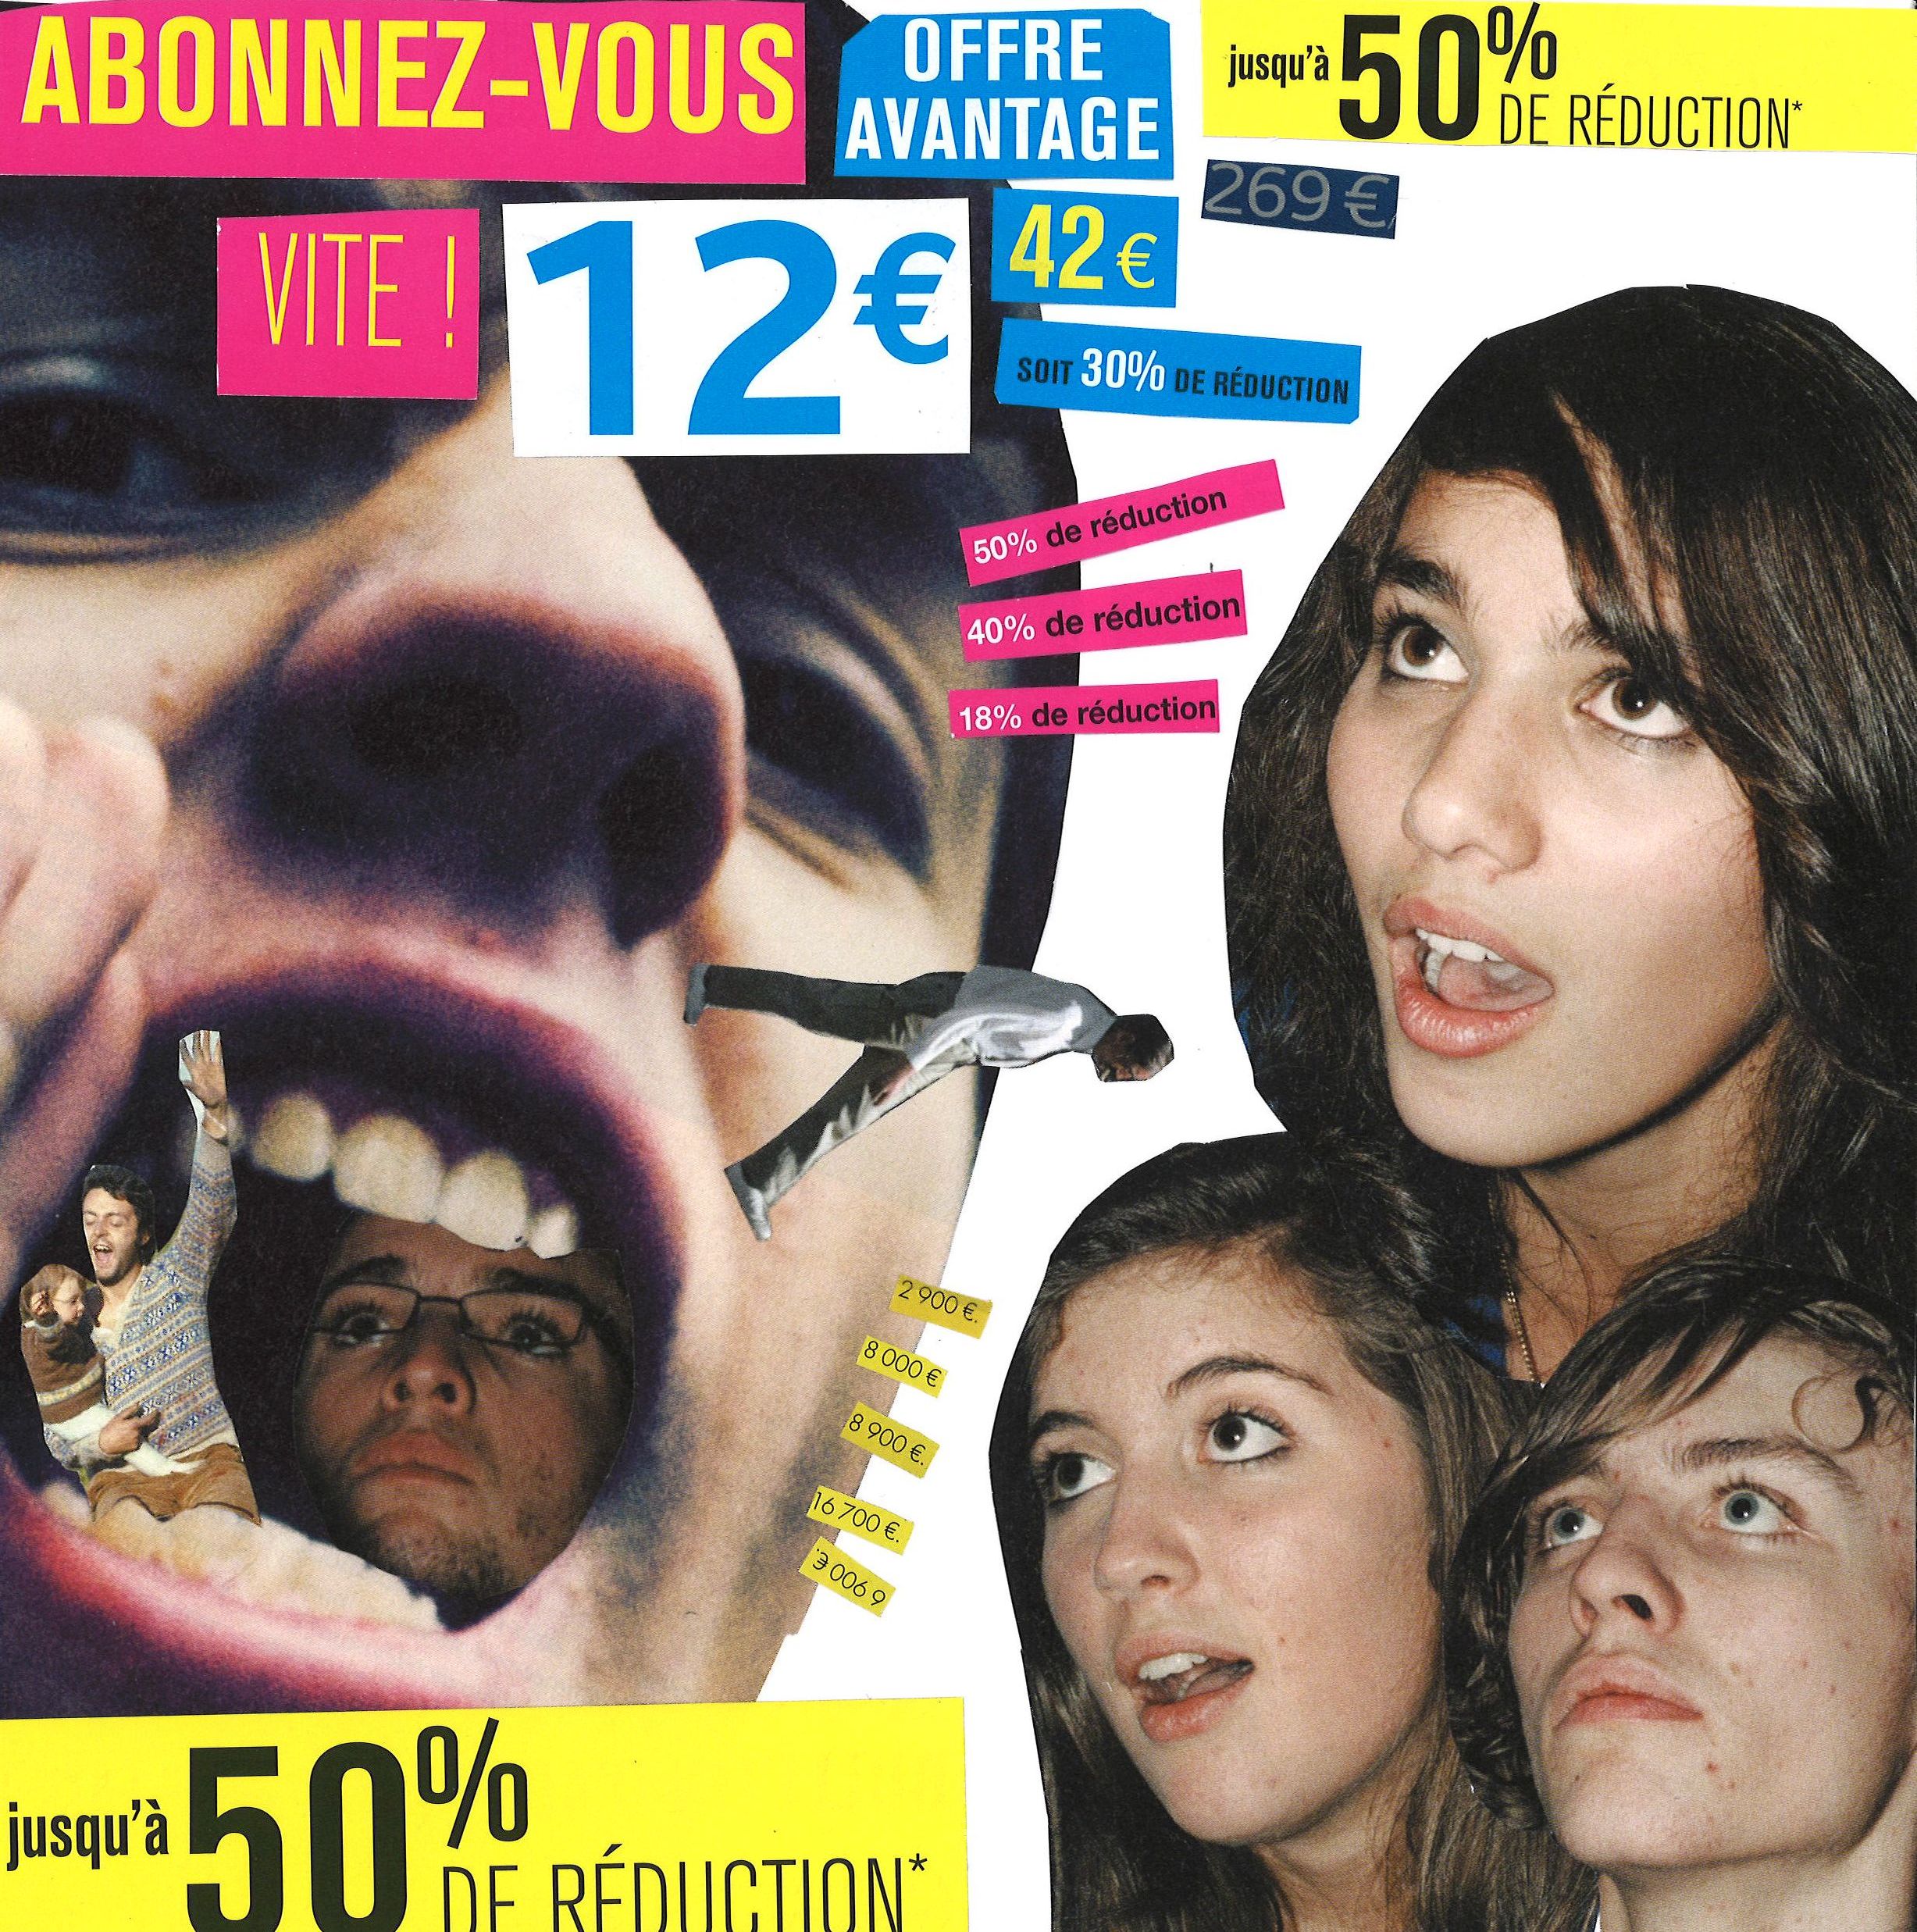 ABONNEZ-VOUS
OFFRE
AVANTAGE
jusqu'à 50%
DE RÉDUCTION*
269 €
VITE !
12€
42 €
SOIT 30% DE RÉDUCTION
50% de réduction
40% de réduction
18% de réduction
2 900 €.
8 000 €
8 900 €.
16 700 €.
6 900 €.
jusqu'à 50%
DE RÉDUCTION*